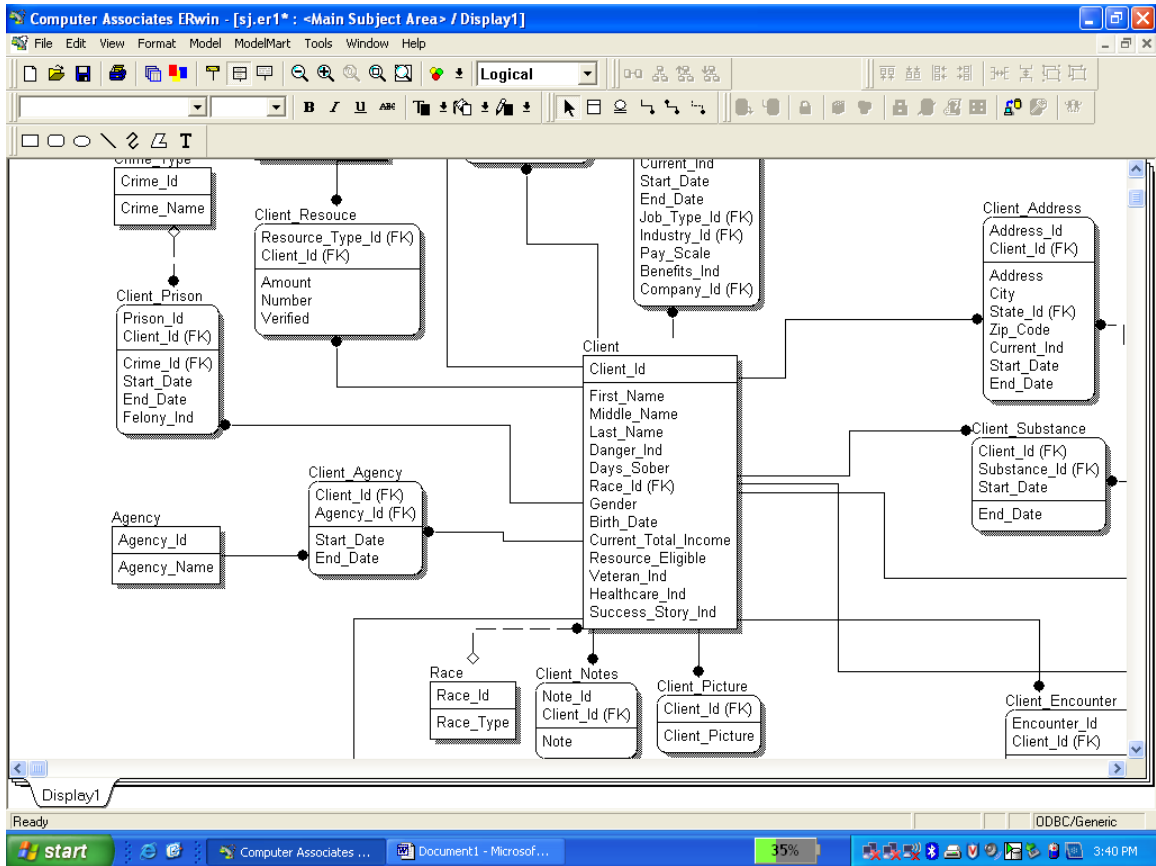 Computer Associates ERwin - [sj.er1* : <Main Subject Area> / Display1]
File Edit View Format Model ModelMart Tools Window Help
Logical
B I U ABC
T
Crime_Type
Crime_Id
Crime_Name
Client_Resouce
Resource_Type_Id (FK)
Client_Id (FK)
Amount
Number
Verified
Current_Ind
Start_Date
End_Date
Job_Type_Id (FK)
Industry_Id (FK)
Pay_Scale
Benefits_Ind
Company_Id (FK)
Client_Address
Address_Id
Client_Id (FK)
Address
City
State_Id (FK)
Zip_Code
Current_Ind
Start_Date
End_Date
Client_Prison
Prison_Id
Client_Id (FK)
Crime_Id (FK)
Start_Date
End_Date
Felony_Ind
Client
Client_Id
First_Name
Middle_Name
Last_Name
Danger_Ind
Days_Sober
Race_Id (FK)
Gender
Birth_Date
Current_Total_Income
Resource_Eligible
Veteran_Ind
Healthcare_Ind
Success_Story_Ind
Client_Substance
Client_Id (FK)
Substance_Id (FK)
Start_Date
End_Date
Client_Agency
Client_Id (FK)
Agency_Id (FK)
Start_Date
End_Date
Agency
Agency_Id
Agency_Name
Race
Race_Id
Race_Type
Client_Notes
Note_Id
Client_Id (FK)
Note
Client_Picture
Client_Id (FK)
Client_Picture
Client_Encounter
Encounter_Id
Client_Id (FK)
Display1
Ready
ODBC/Generic
start
Computer Associates ...
Document1 - Microsof...
35%
3:40 PM